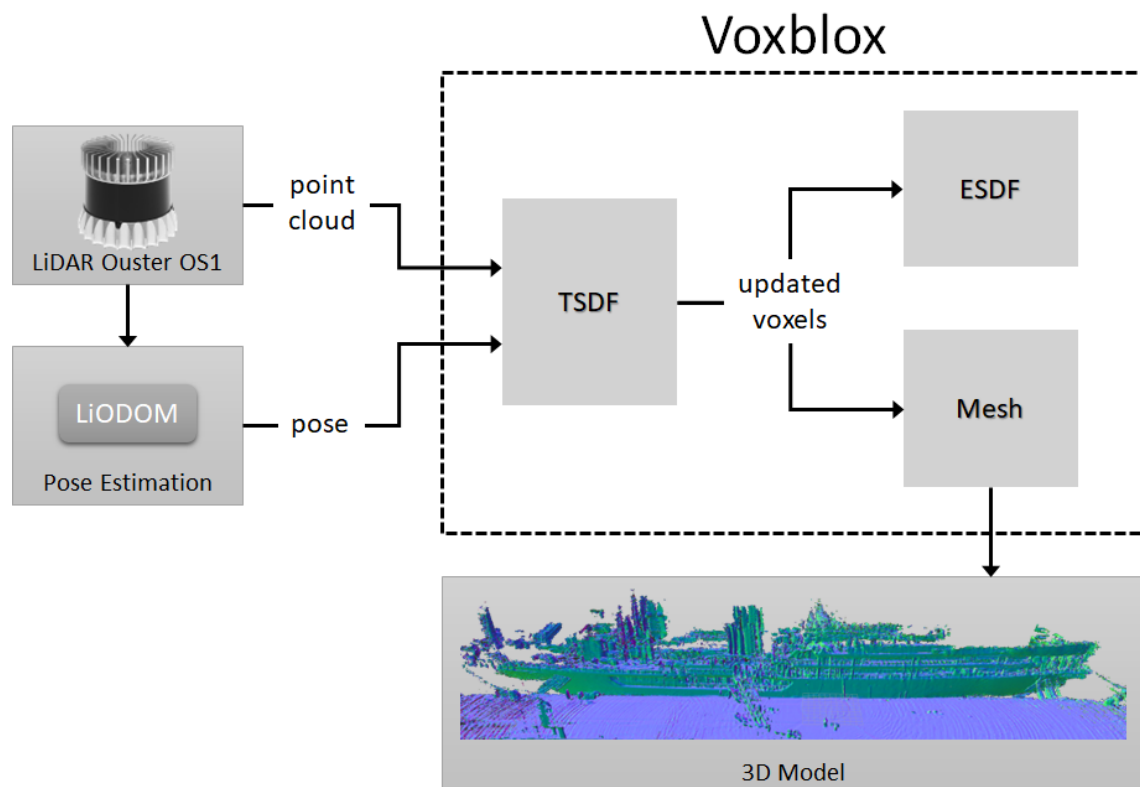 Voxblox
LiDAR Ouster OS1
point
cloud
TSDF
ESDF
updated
voxels
LiODOM
Pose Estimation
pose
Mesh
3D Model